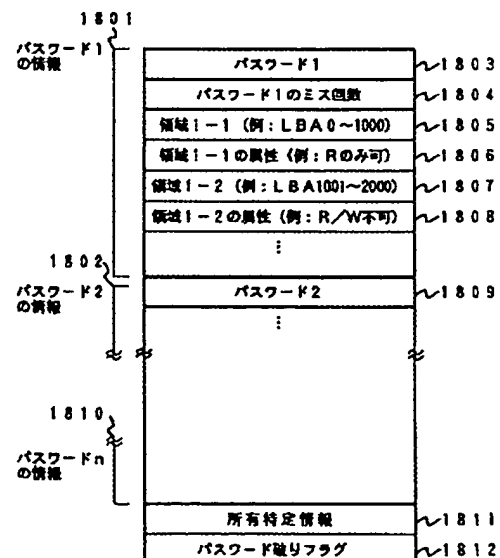 1801
パスワード1
の情報
パスワード1
1803
パスワード1のミス回数
1804
領域1-1 (例:LBA0~1000)
1805
領域1-1の属性 (例:Rのみ可)
1806
領域1-2 (例:LBA1001~2000)
1807
領域1-2の属性 (例:R/W不可)
1808
1802
パスワード2
の情報
パスワード2
1809
1810
パスワードn
の情報
所有特定情報
1811
パスワード破りフラグ
1812